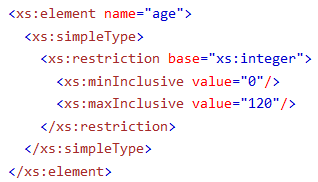 <xs:element name="age">
  <xs:simpleType>
    <xs:restriction base="xs:integer">
      <xs:minInclusive value="0"/>
      <xs:maxInclusive value="120"/>
    </xs:restriction>
  </xs:simpleType>
</xs:element>